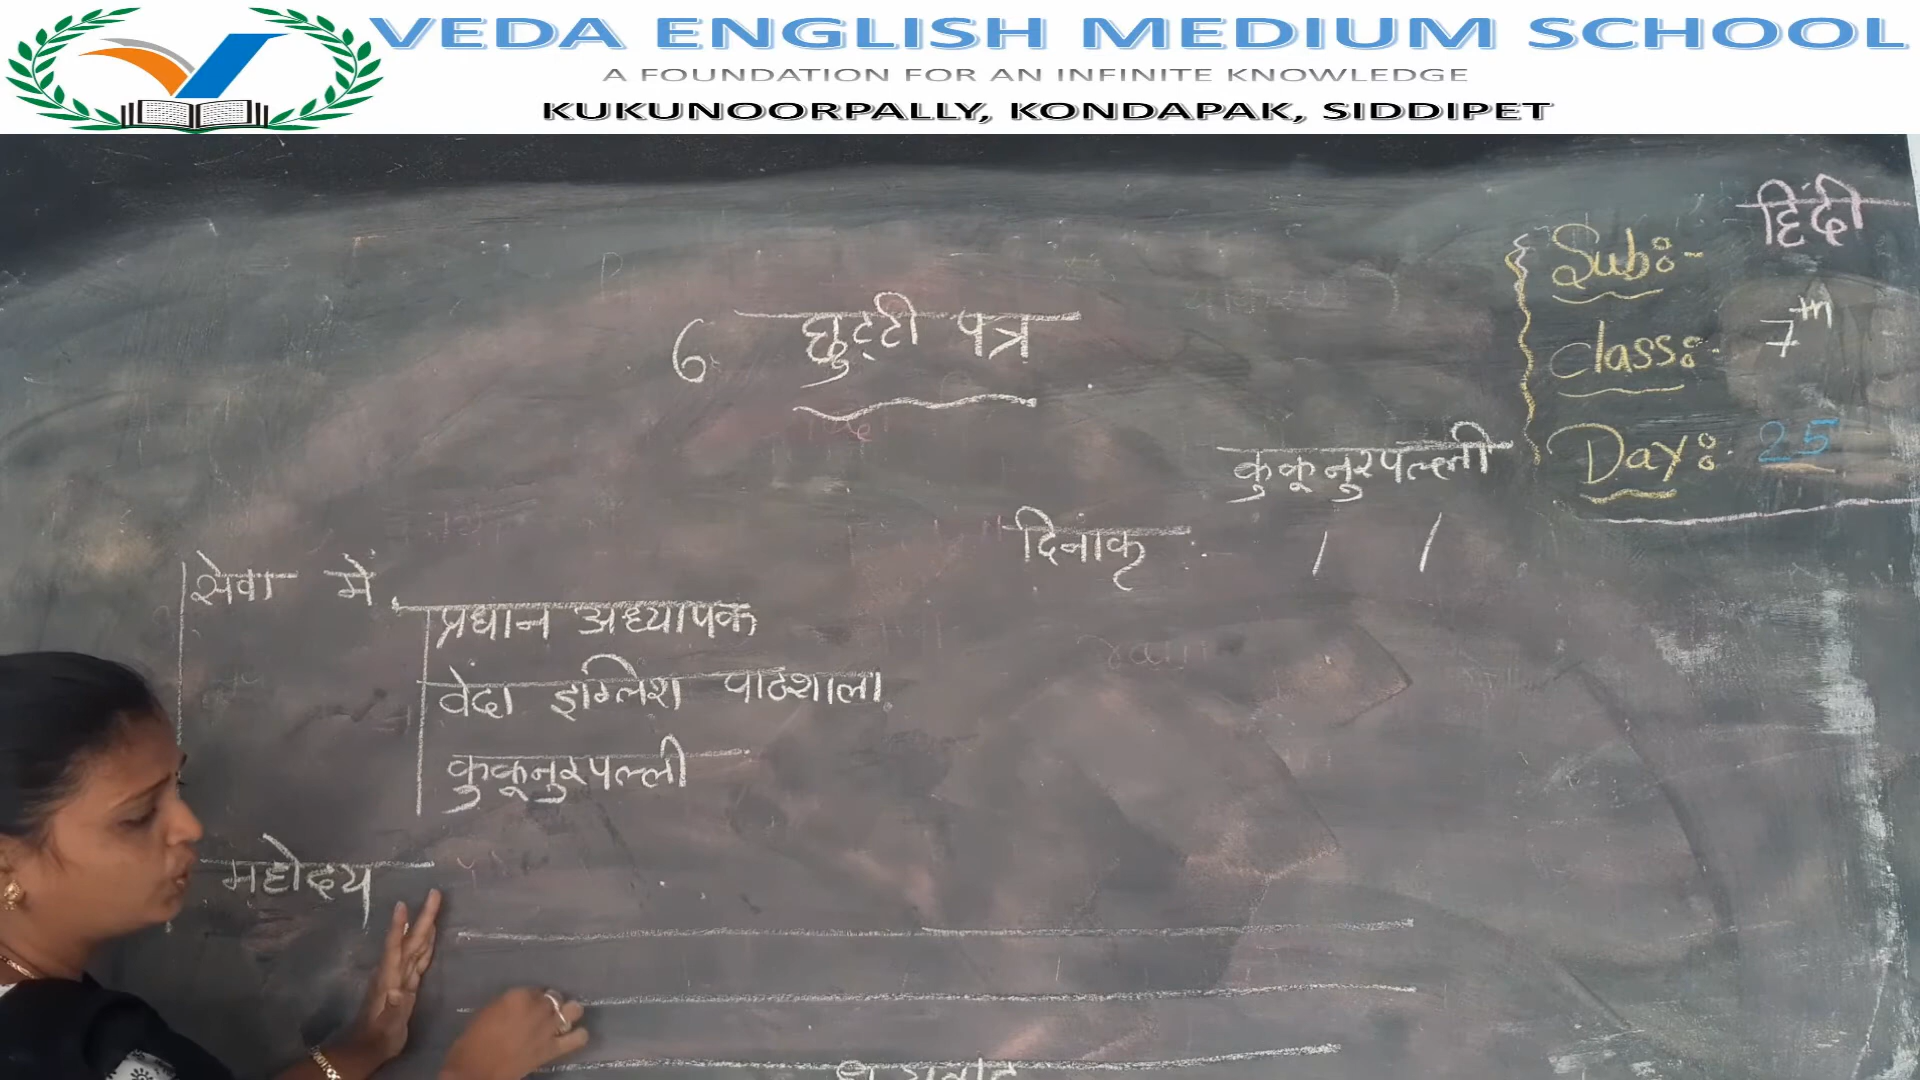 VEDA ENGLISH MEDIUM SCHOOL
A FOUNDATION FOR AN INFINITE KNOWLEDGE
KUKUNOORPALLY, KONDAPAK, SIDDIPET
Sub:- हिंदी
class:- 7th
Day:- 25
6 छुट्टी पत्र
कुकूनुरपल्ली
दिनांकृ : / /
सेवा में,
प्रधान अध्यापक
वेदा इग्लिश पाठशाला,
कुकूनुरपल्ली
महोदय